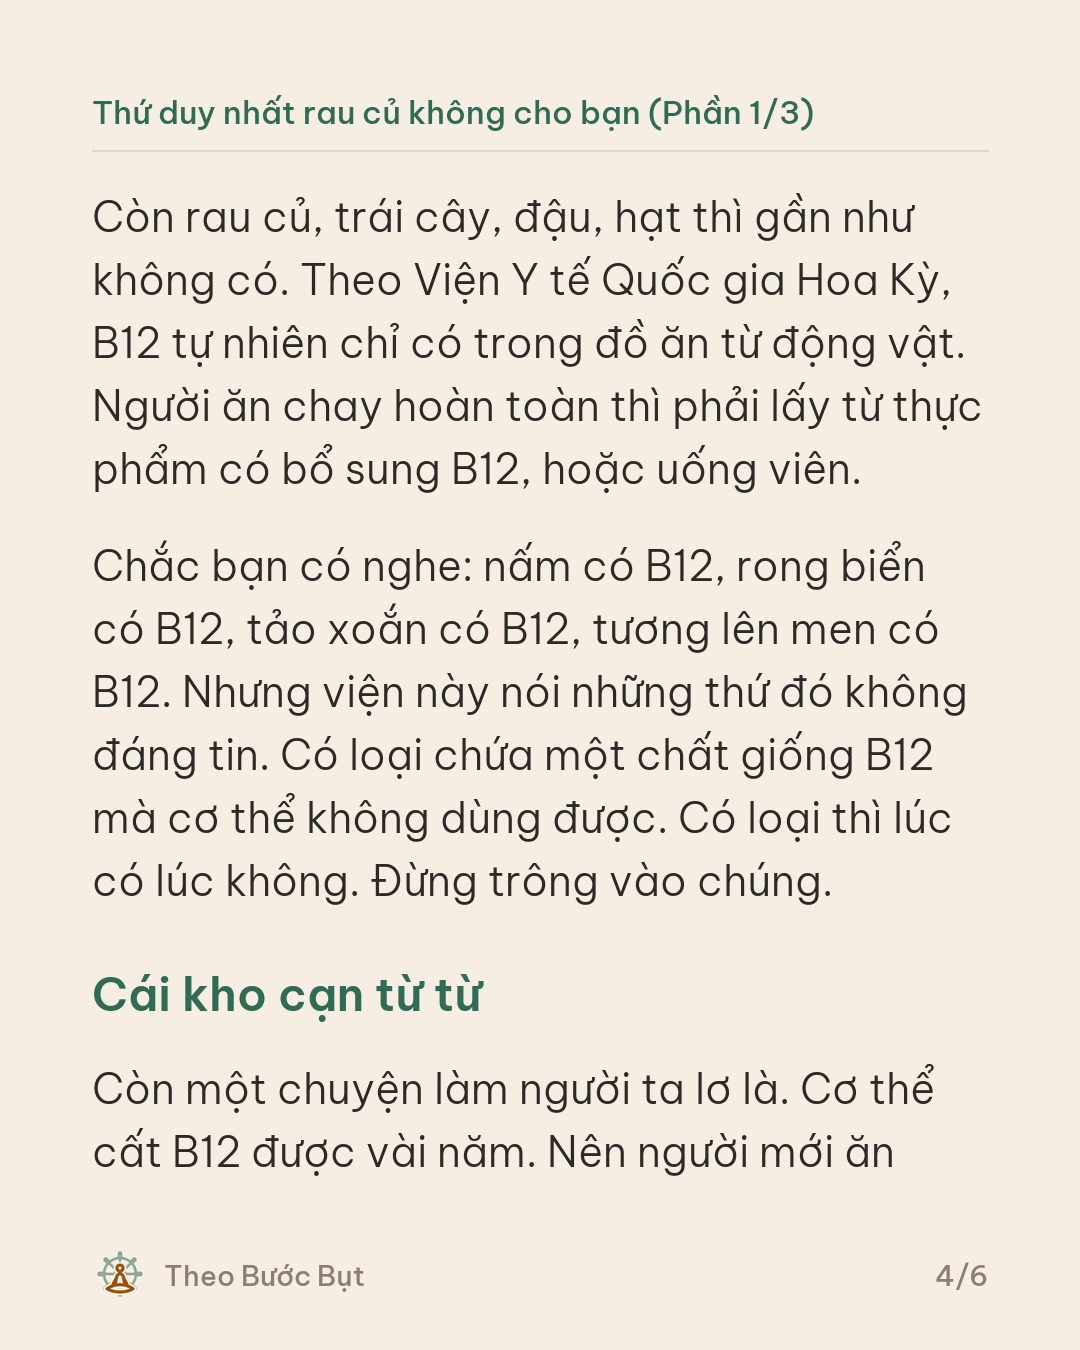 Thứ duy nhất rau củ không cho bạn (Phần 1/3)
Còn rau củ, trái cây, đậu, hạt thì gần như
không có. Theo Viện Y tế Quốc gia Hoa Kỳ,
B12 tự nhiên chỉ có trong đồ ăn từ động vật.
Người ăn chay hoàn toàn thì phải lấy từ thực
phẩm có bổ sung B12, hoặc uống viên.
Chắc bạn có nghe: nấm có B12, rong biển
có B12, tảo xoắn có B12, tương lên men có
B12. Nhưng viện này nói những thứ đó không
đáng tin. Có loại chứa một chất giống B12
mà cơ thể không dùng được. Có loại thì lúc
có lúc không. Đừng trông vào chúng.
Cái kho cạn từ từ
Còn một chuyện làm người ta lơ là. Cơ thể
cất B12 được vài năm. Nên người mới ăn
Theo Bước Bụt
4/6